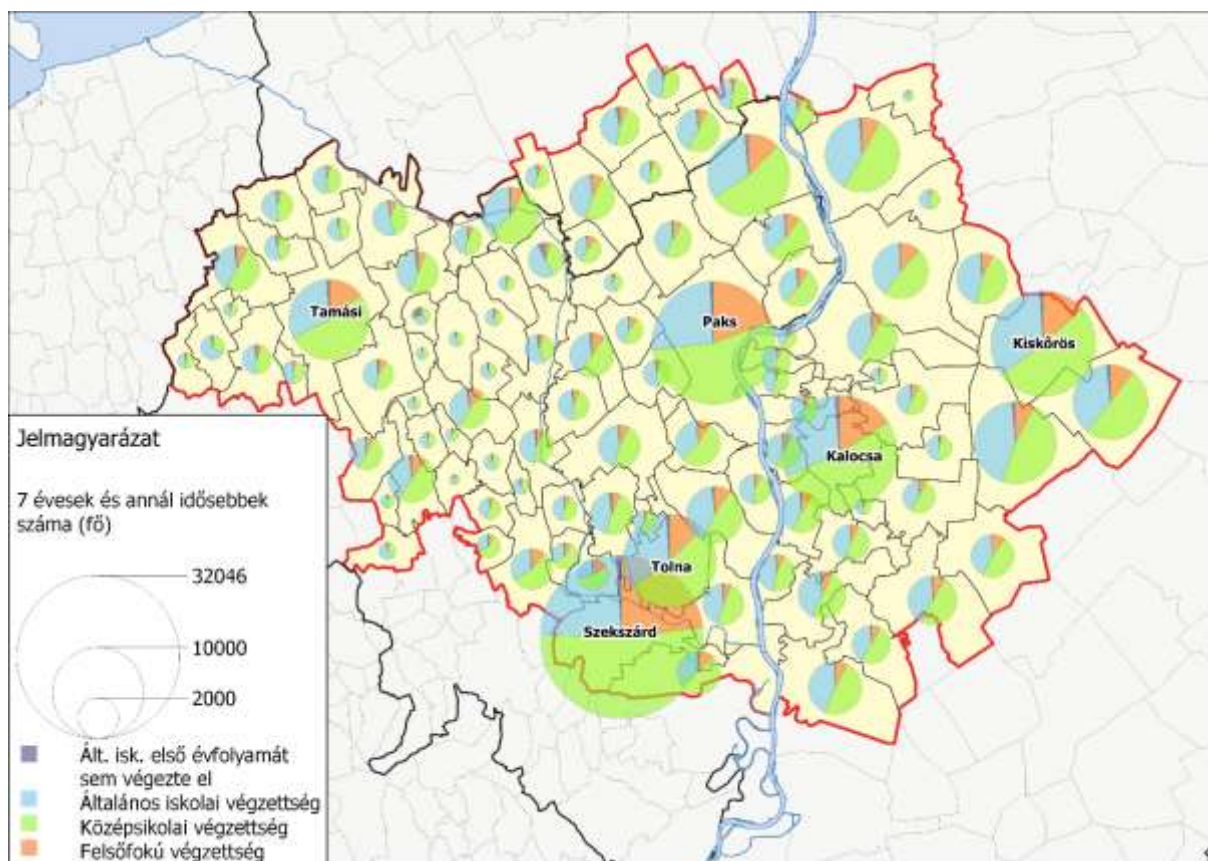 Tamási
Paks
Kiskőrös
Kalocsa
Tolna
Szekszárd
Jelmagyarázat
7 évesek és annál idősebbek
száma (fő)
32046
10000
2000
Ált. isk. első évfolyamát
sem végezte el
Általános iskolai végzettség
Középsikolai végzettség
Felsőfokú végzettség